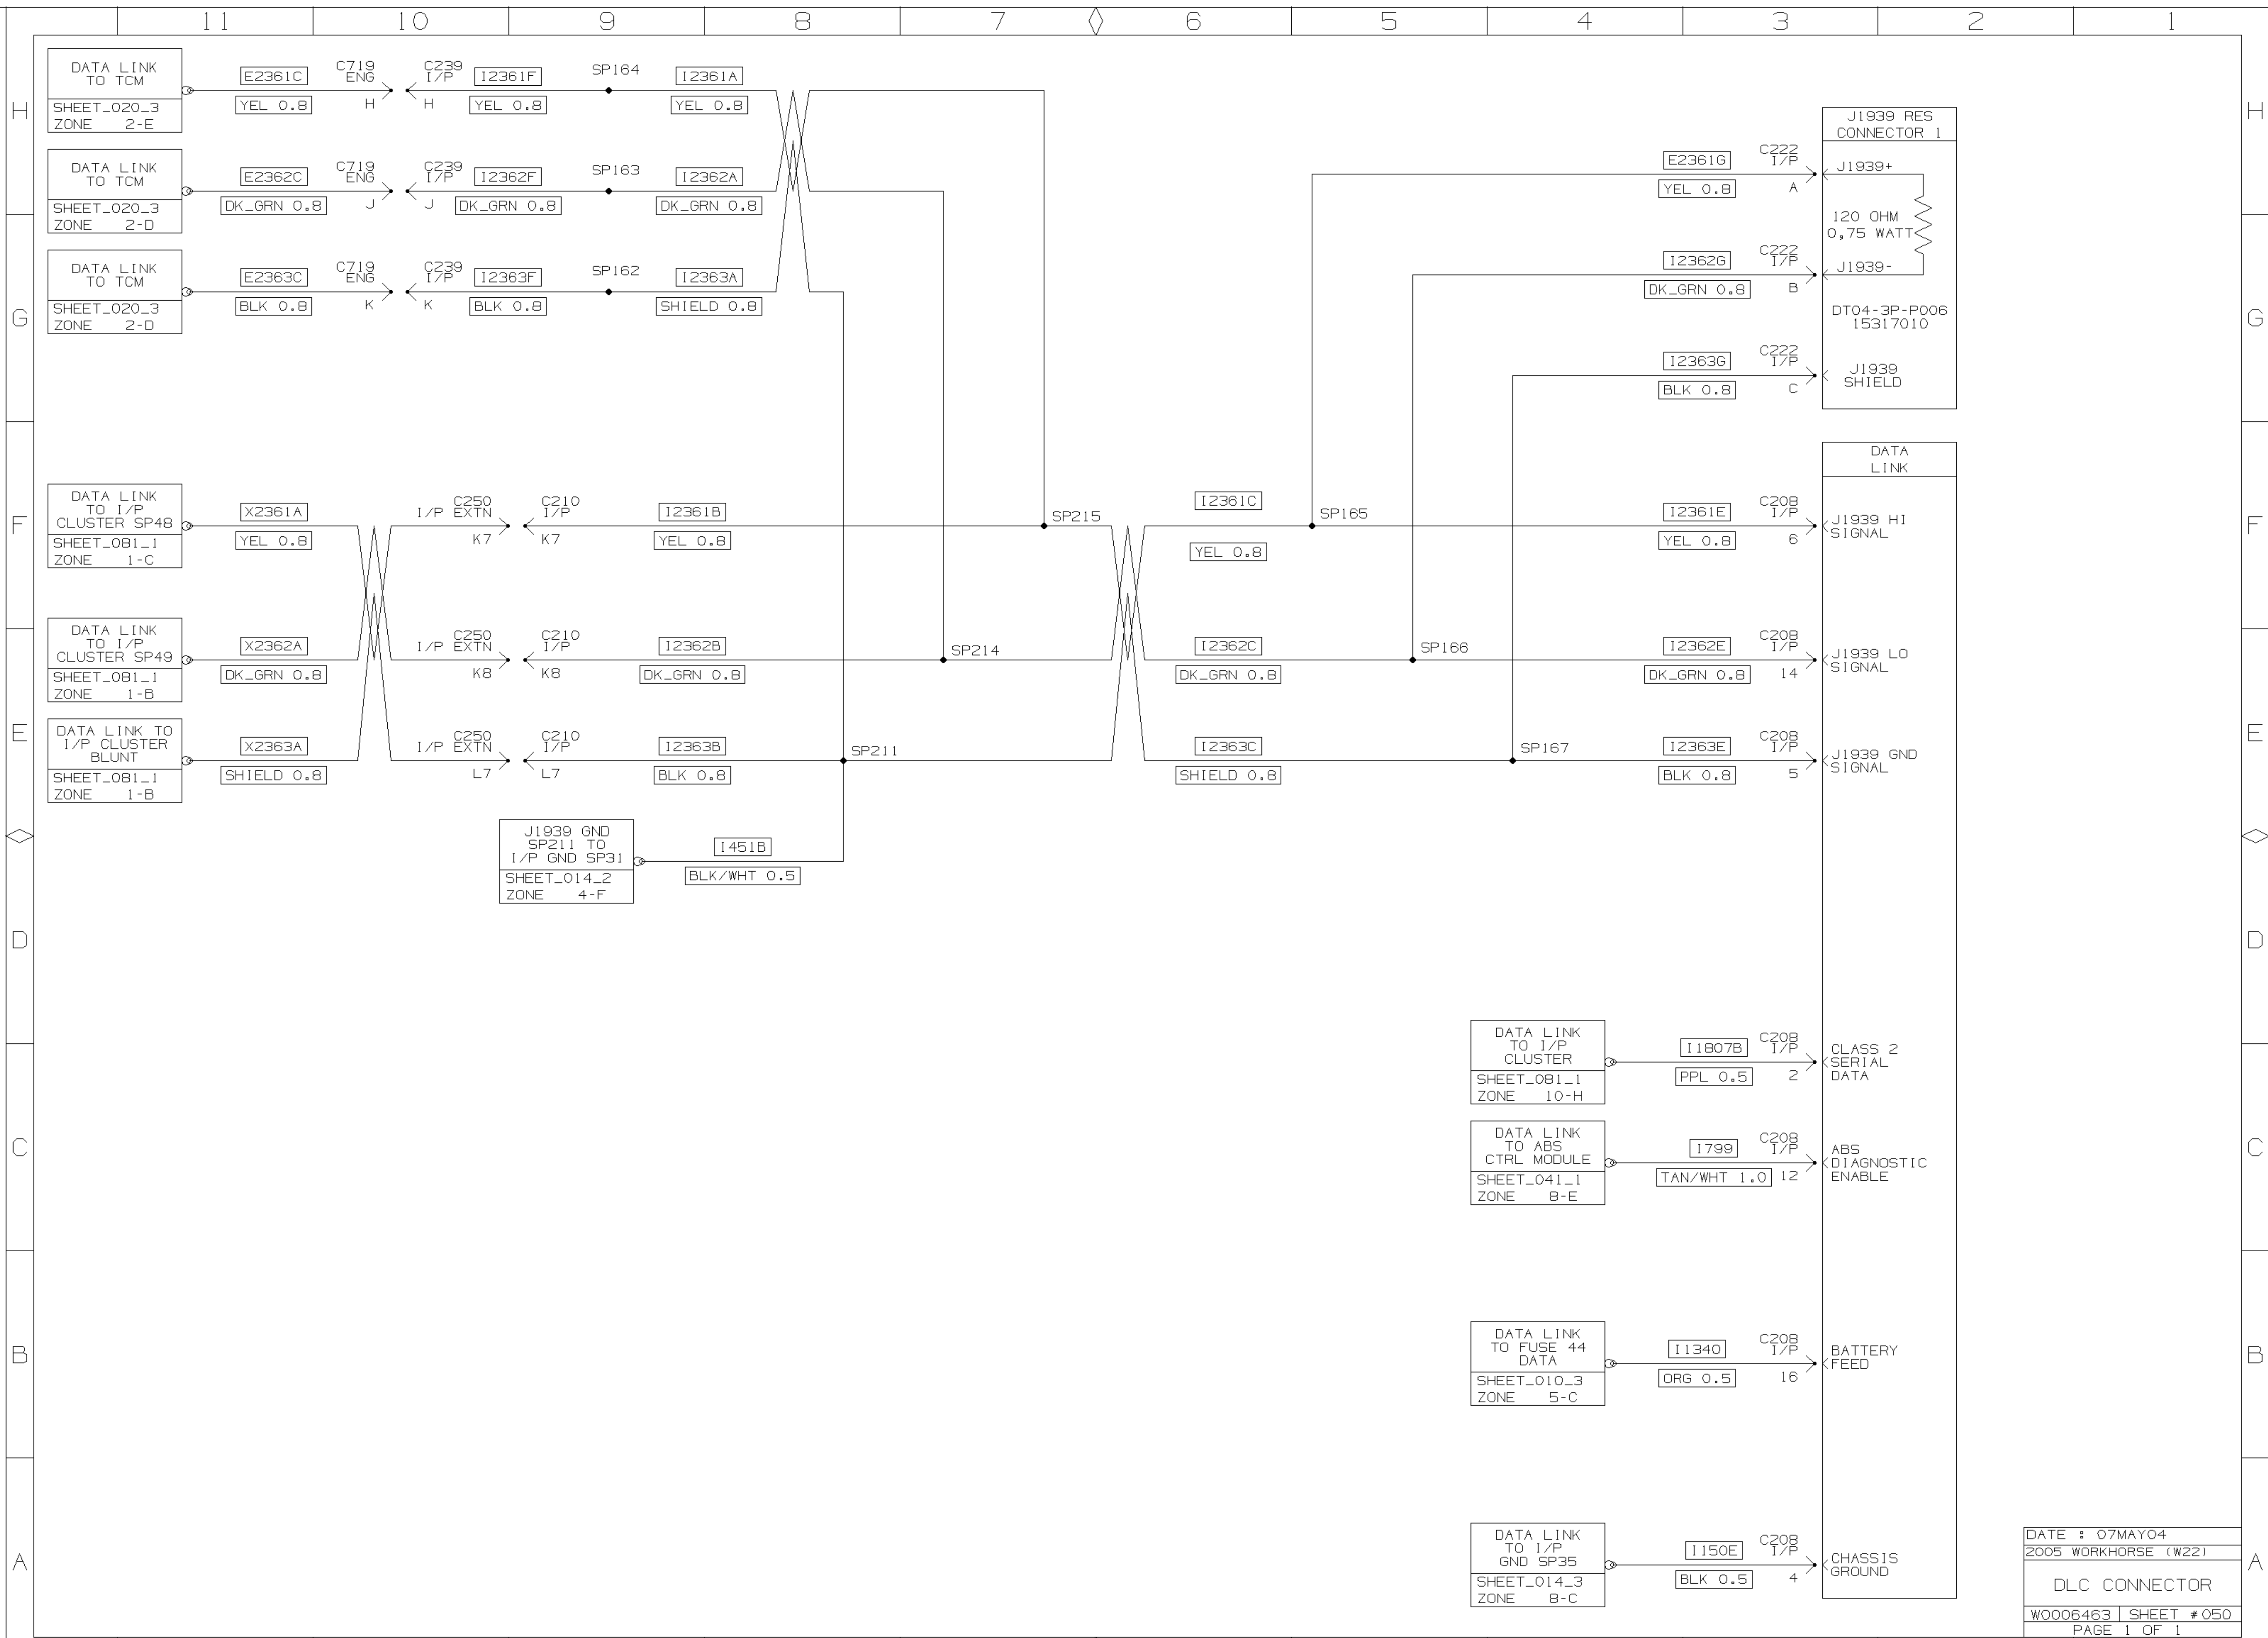 11 10 9 8 7 6 5 4 3 2 1
H
G
F
E
D
C
B
A
H
G
F
E
D
C
B
A
DATA LINK
TO TCM
SHEET_020_3
ZONE 2-E
E2361C
YEL 0.8
C719
ENG
H
C239
I/P
H
I2361F
YEL 0.8
SP164
I2361A
YEL 0.8
DATA LINK
TO TCM
SHEET_020_3
ZONE 2-D
E2362C
DK_GRN 0.8
C719
ENG
J
C239
I/P
J
I2362F
DK_GRN 0.8
SP163
I2362A
DK_GRN 0.8
DATA LINK
TO TCM
SHEET_020_3
ZONE 2-D
E2363C
BLK 0.8
C719
ENG
K
C239
I/P
K
I2363F
BLK 0.8
SP162
I2363A
SHIELD 0.8
E2361G
YEL 0.8
C222
I/P
A
I2362G
DK_GRN 0.8
C222
I/P
B
I2363G
BLK 0.8
C222
I/P
C
J1939 RES
CONNECTOR 1
J1939+
120 OHM
0,75 WATT
J1939-
DT04-3P-P006
15317010
J1939
SHIELD
DATA LINK
TO I/P
CLUSTER SP48
SHEET_081_1
ZONE 1-C
X2361A
YEL 0.8
C250
I/P EXTN
K7
C210
I/P
K7
I2361B
YEL 0.8
SP215
I2361C
YEL 0.8
SP165
I2361E
YEL 0.8
C208
I/P
6
DATA
LINK
J1939 HI
SIGNAL
DATA LINK
TO I/P
CLUSTER SP49
SHEET_081_1
ZONE 1-B
X2362A
DK_GRN 0.8
C250
I/P EXTN
K8
C210
I/P
K8
I2362B
DK_GRN 0.8
SP214
I2362C
DK_GRN 0.8
SP166
I2362E
DK_GRN 0.8
C208
I/P
14
J1939 LO
SIGNAL
DATA LINK TO
I/P CLUSTER
BLUNT
SHEET_081_1
ZONE 1-B
X2363A
SHIELD 0.8
C250
I/P EXTN
L7
C210
I/P
L7
I2363B
BLK 0.8
SP211
I2363C
SHIELD 0.8
SP167
I2363E
BLK 0.8
C208
I/P
5
J1939 GND
SIGNAL
J1939 GND
SP211 TO
I/P GND SP31
SHEET_014_2
ZONE 4-F
I451B
BLK/WHT 0.5
DATA LINK
TO I/P
CLUSTER
SHEET_081_1
ZONE 10-H
I1807B
PPL 0.5
C208
I/P
2
CLASS 2
SERIAL
DATA
DATA LINK
TO ABS
CTRL MODULE
SHEET_041_1
ZONE 8-E
I799
TAN/WHT 1.0
C208
I/P
12
ABS
DIAGNOSTIC
ENABLE
DATA LINK
TO FUSE 44
DATA
SHEET_010_3
ZONE 5-C
I1340
ORG 0.5
C208
I/P
16
BATTERY
FEED
DATA LINK
TO I/P
GND SP35
SHEET_014_3
ZONE 8-C
I150E
BLK 0.5
C208
I/P
4
CHASSIS
GROUND
DATE : 07MAY04
2005 WORKHORSE (W22)
DLC CONNECTOR
W0006463 SHEET #050
PAGE 1 OF 1